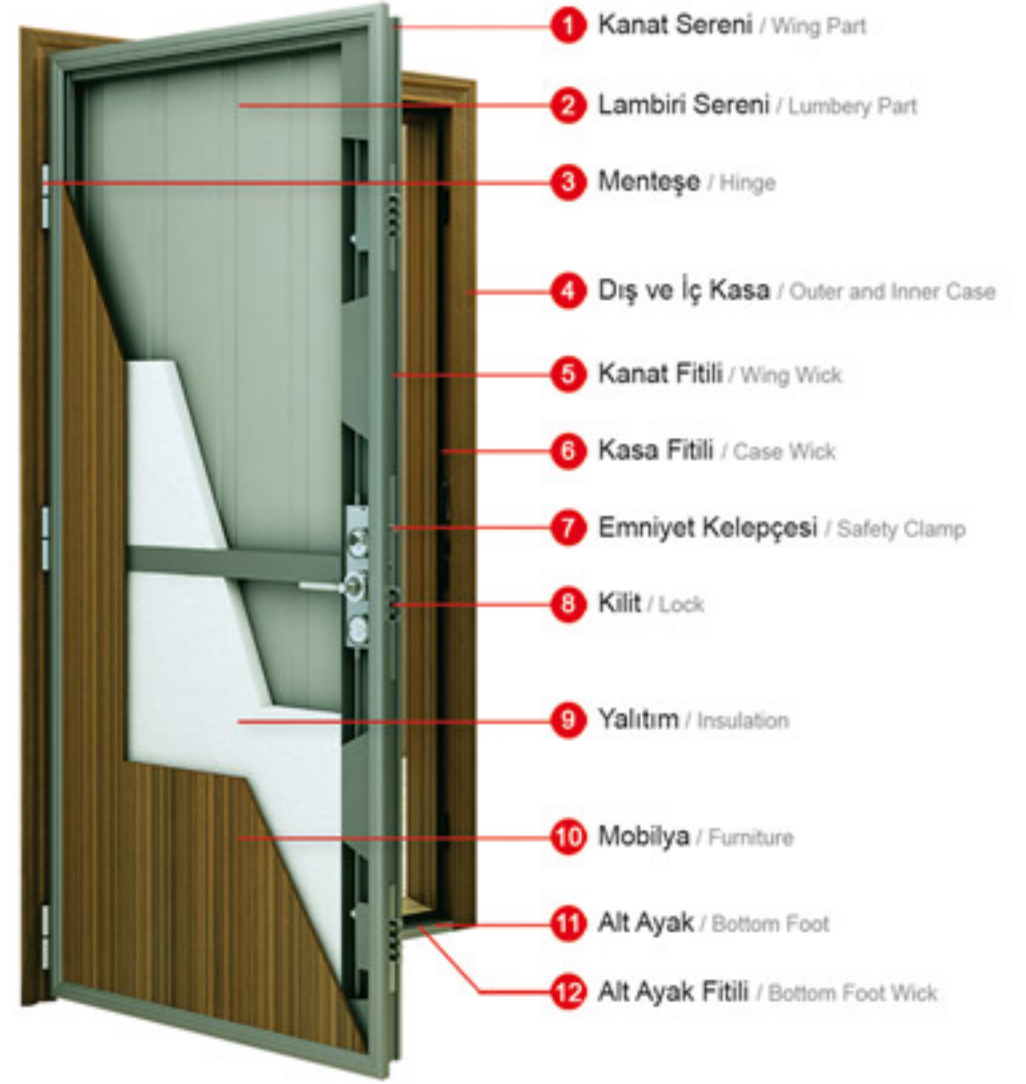 1 Kanat Sereni / Wing Part
2 Lambiri Sereni / Lumbery Part
3 Menteşe / Hinge
4 Dış ve İç Kasa / Outer and Inner Case
5 Kanat Fitili / Wing Wick
6 Kasa Fitili / Case Wick
7 Emniyet Kelepçesi / Safety Clamp
8 Kilit / Lock
9 Yalıtım / Insulation
10 Mobilya / Furniture
11 Alt Ayak / Bottom Foot
12 Alt Ayak Fitili / Bottom Foot Wick